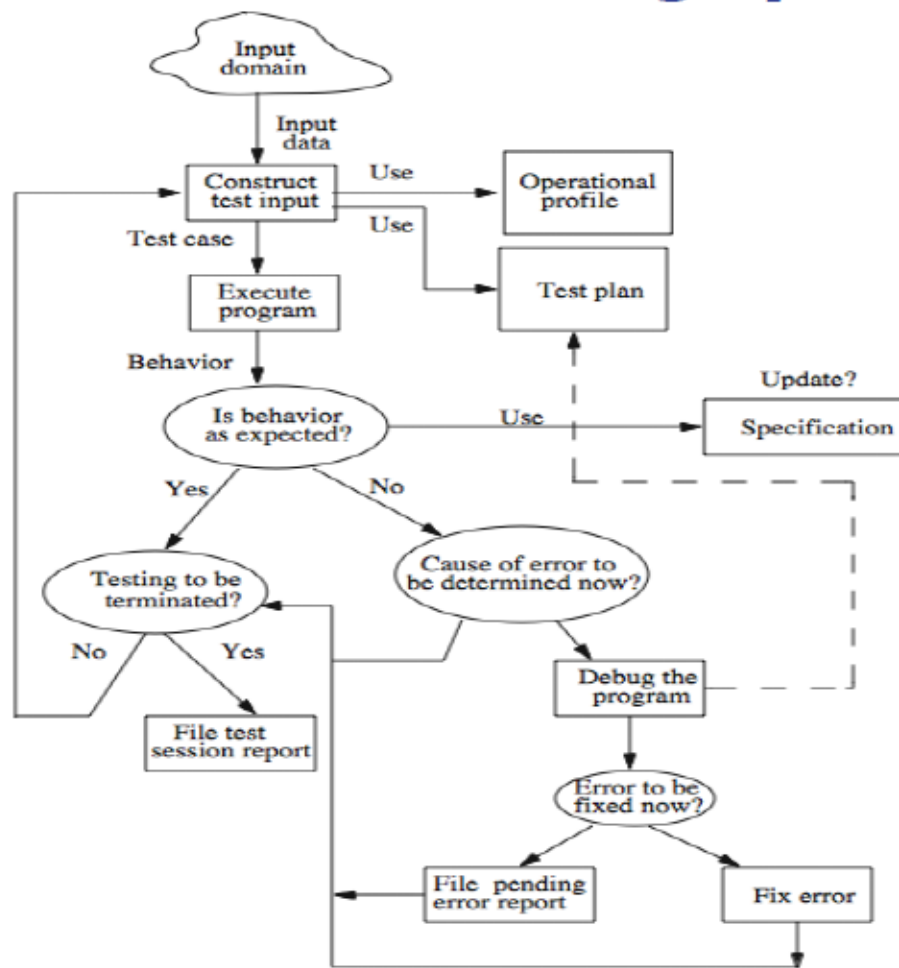 Input
domain
Input
data
Construct
test input
Use
Operational
profile
Use
Test case
Test plan
Execute
program
Behavior
Update?
Is behavior
as expected?
Use
Specification
Yes
No
Cause of error to
be determined now?
Testing to be
terminated?
No
Yes
Debug the
program
File test
session report
Error to be
fixed now?
File pending
error report
Fix error